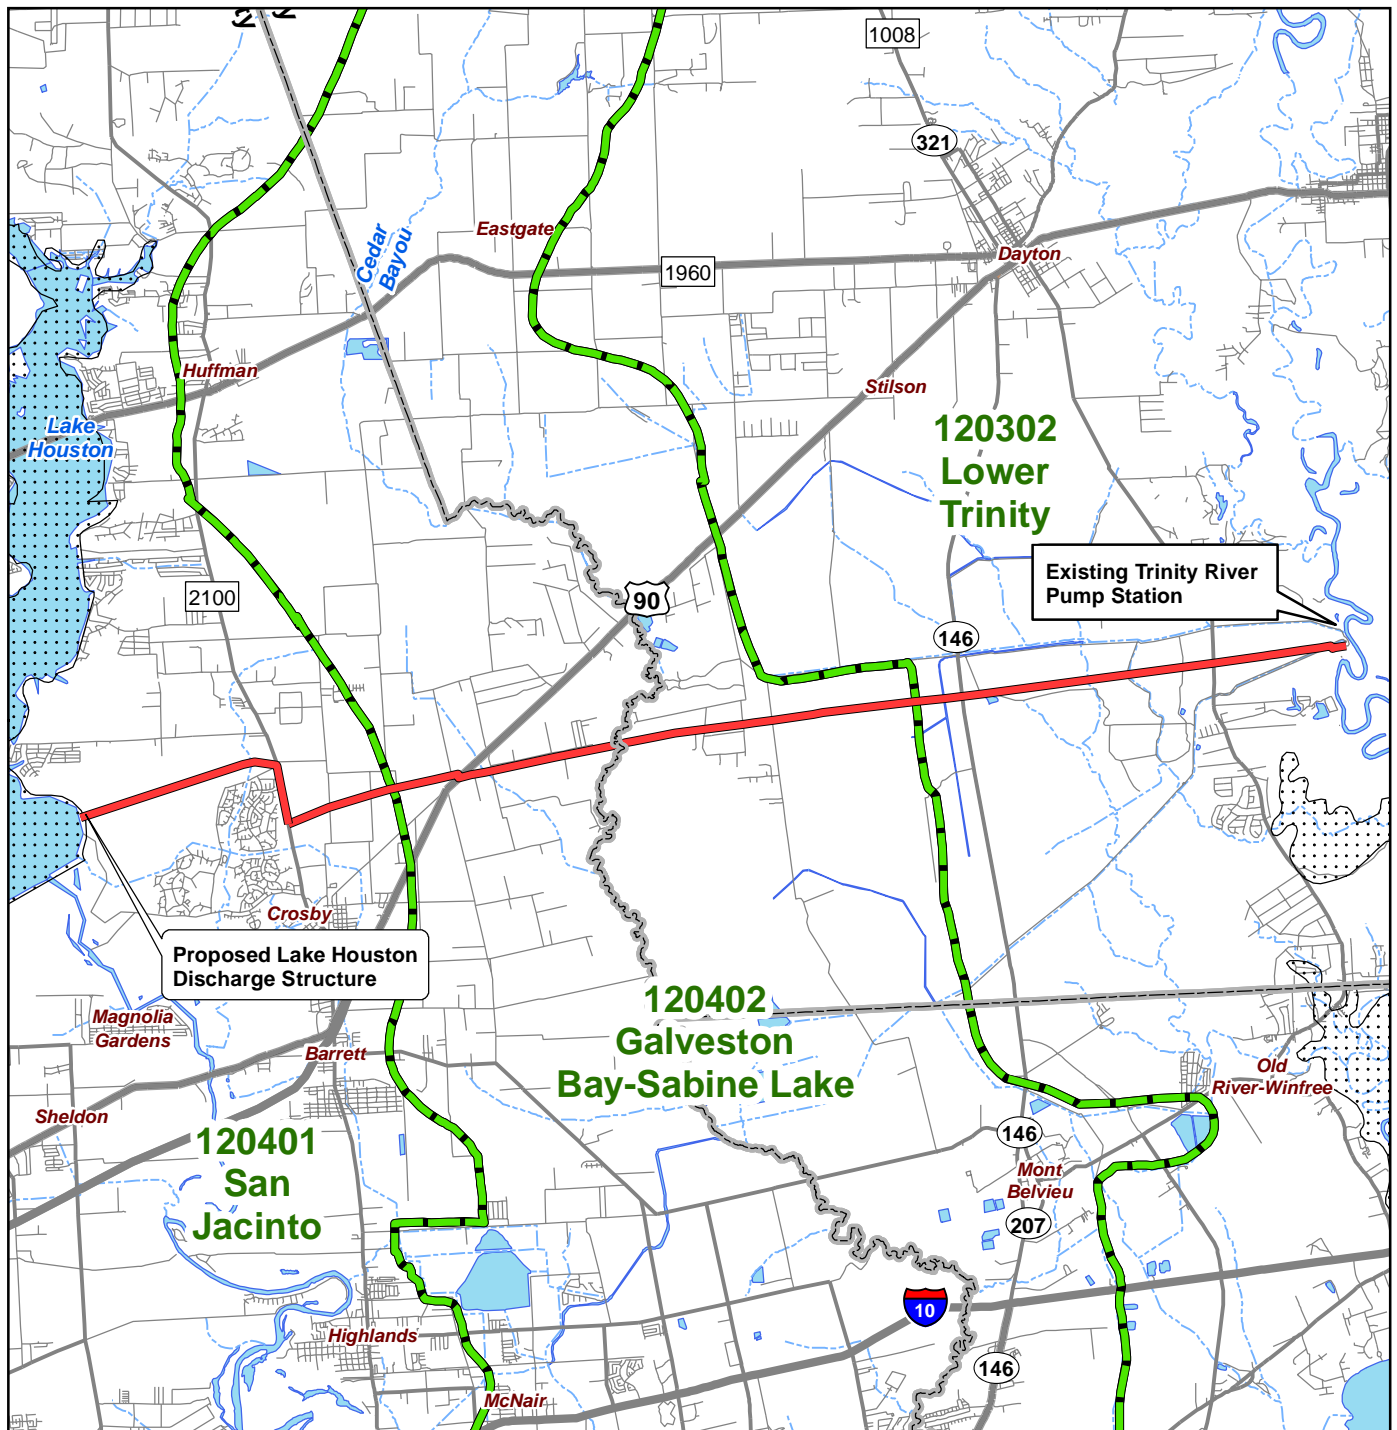 1008
321
Eastgate
Cedar
Bayou
1960
Dayton
Huffman
Stilson
Lake
Houston
120302
Lower
Trinity
Existing Trinity River
Pump Station
2100
90
146
Crosby
Proposed Lake Houston
Discharge Structure
120402
Galveston
Bay-Sabine Lake
Magnolia
Gardens
Barrett
Old
River-Winfree
Sheldon
120401
San
Jacinto
146
Mont
Belvieu
207
10
Highlands
146
McNair